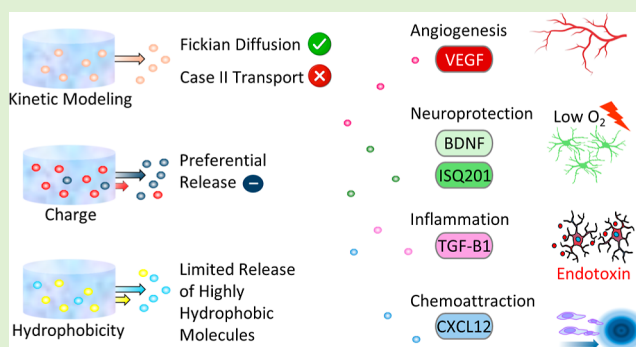 Kinetic Modeling
Fickian Diffusion
Case II Transport
Charge
Preferential
Release
Hydrophobicity
Limited Release
of Highly
Hydrophobic
Molecules
Angiogenesis
VEGF
Neuroprotection
BDNF
ISQ201
Low O₂
Inflammation
TGF-B1
Endotoxin
Chemoattraction
CXCL12